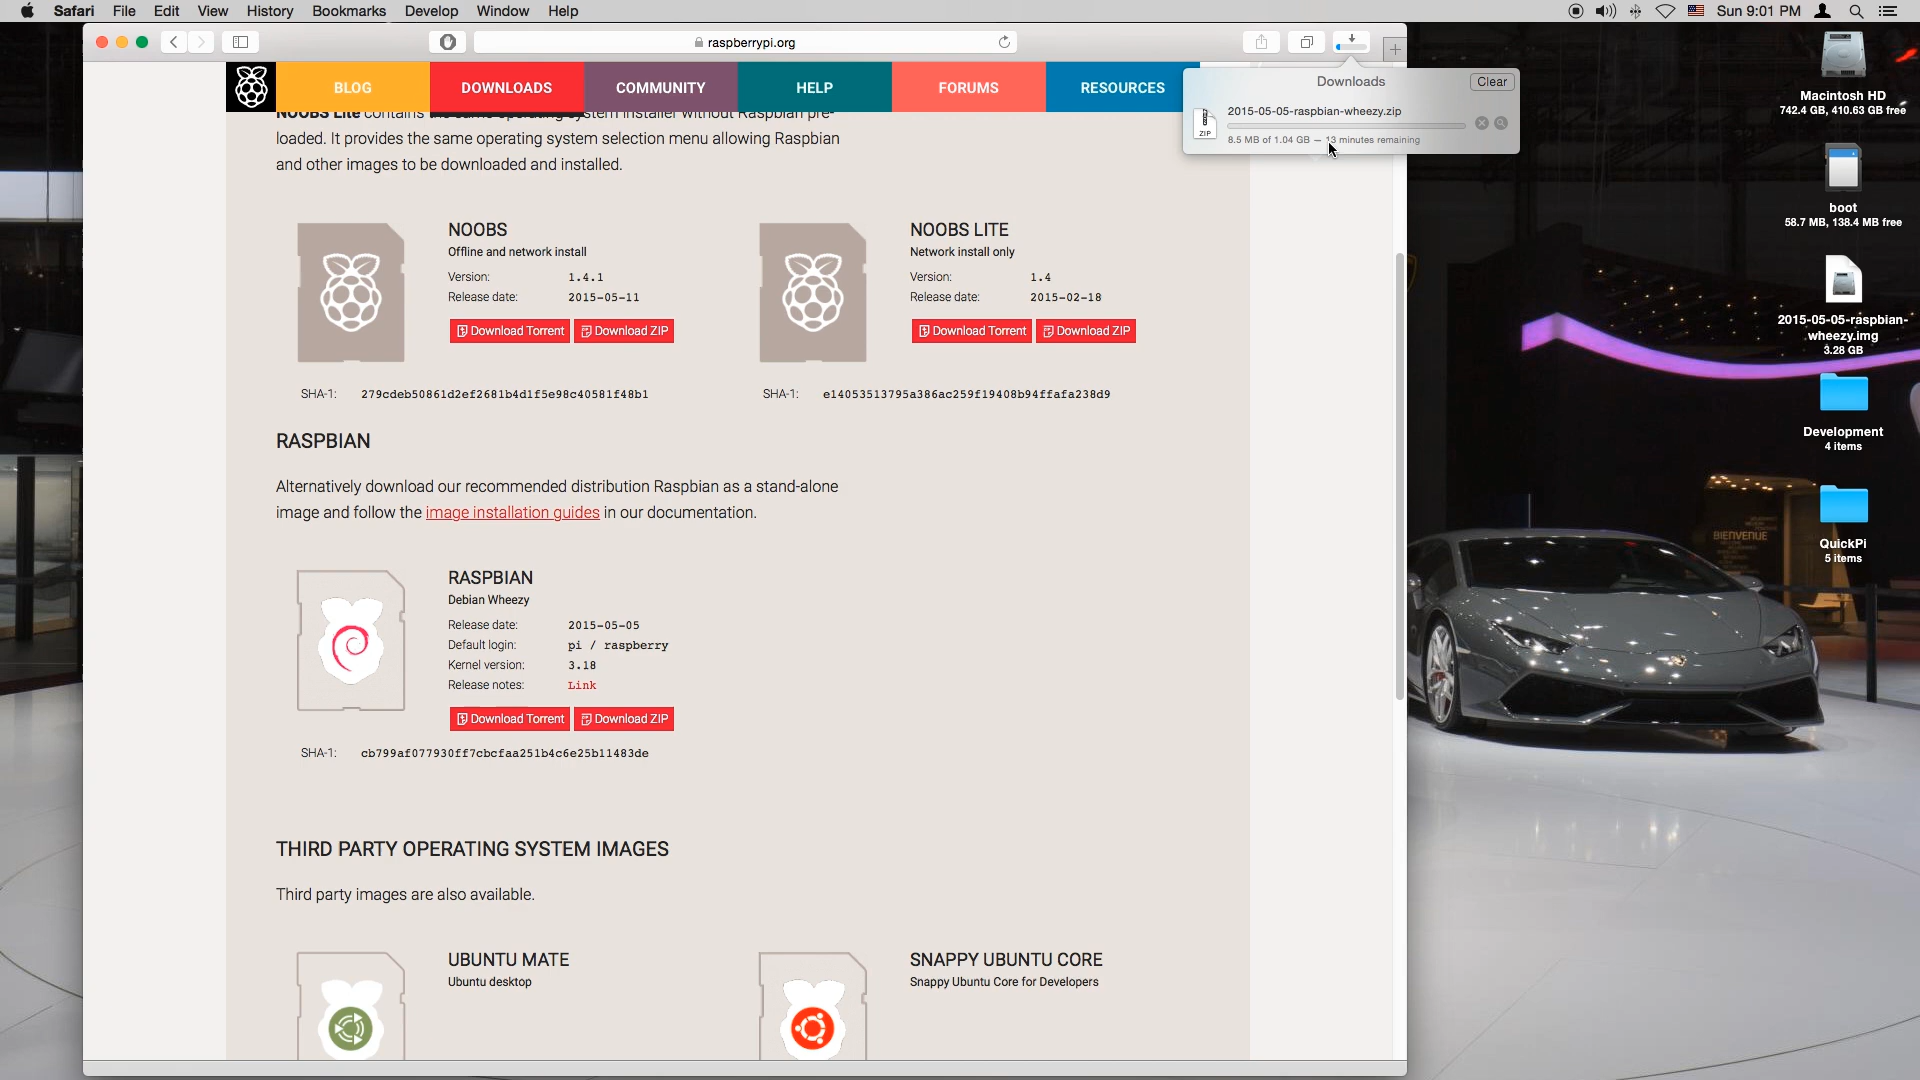 Safari File Edit View History Bookmarks Develop Window Help
Sun 9:01 PM
raspberrypi.org
BLOG
DOWNLOADS
COMMUNITY
HELP
FORUMS
RESOURCES
Downloads
Clear
2015-05-05-raspbian-wheezy.zip
ZIP
8.5 MB of 1.04 GB — 13 minutes remaining
NOOBS Lite contains the same operating system installer without Raspbian pre-
loaded. It provides the same operating system selection menu allowing Raspbian
and other images to be downloaded and installed.
NOOBS
Offline and network install
Version: 1.4.1
Release date: 2015-05-11
Download Torrent Download ZIP
SHA-1: 279cdeb50861d2ef2681b4d1f5e98c40581f48b1
NOOBS LITE
Network install only
Version: 1.4
Release date: 2015-02-18
Download Torrent Download ZIP
SHA-1: e14053513795a386ac259f19408b94ffafa238d9
RASPBIAN
Alternatively download our recommended distribution Raspbian as a stand-alone
image and follow the image installation guides in our documentation.
RASPBIAN
Debian Wheezy
Release date: 2015-05-05
Default login: pi / raspberry
Kernel version: 3.18
Release notes: Link
Download Torrent Download ZIP
SHA-1: cb799af077930ff7cbcfaa251b4c6e25b11483de
THIRD PARTY OPERATING SYSTEM IMAGES
Third party images are also available.
UBUNTU MATE
Ubuntu desktop
SNAPPY UBUNTU CORE
Snappy Ubuntu Core for Developers
Macintosh HD
742.4 GB, 410.63 GB free
boot
58.7 MB, 138.4 MB free
2015-05-05-raspbian-
wheezy.img
3.28 GB
Development
4 items
QuickPi
5 items
BIENVENUE